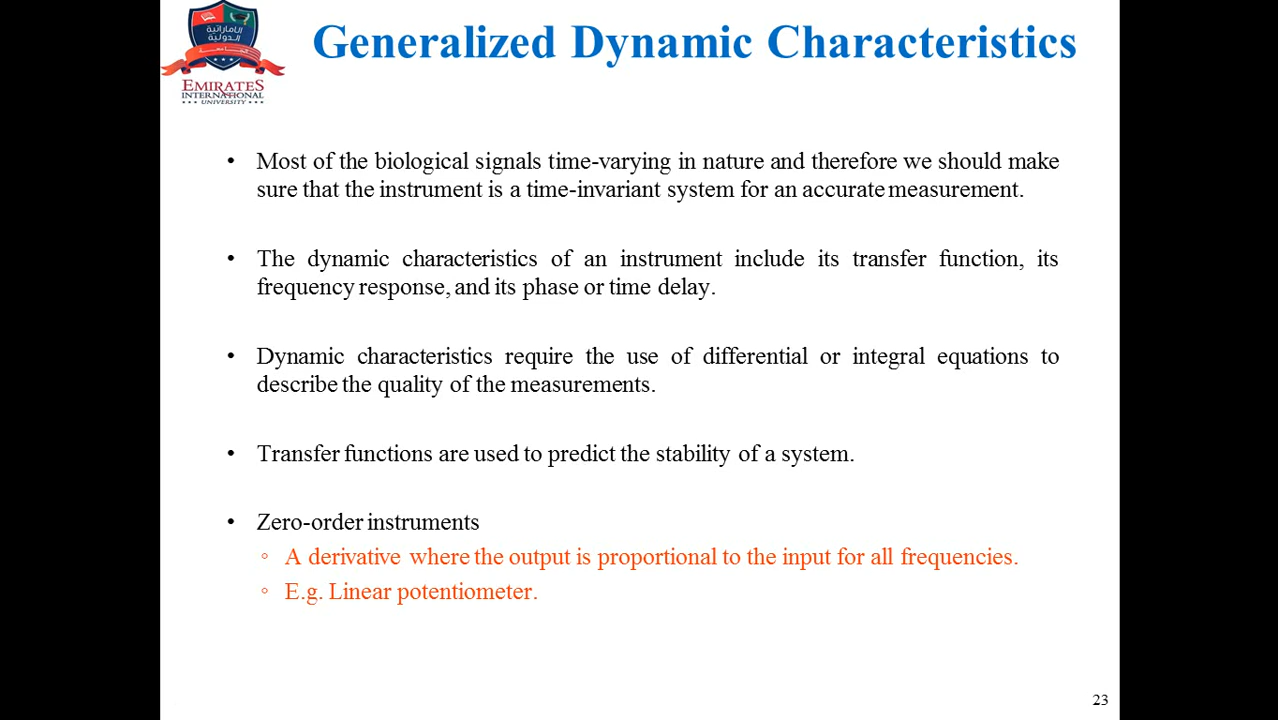 Generalized Dynamic Characteristics
الإماراتية
الدولية
EMIRATES
INTERNATIONAL
UNIVERSITY
• Most of the biological signals time-varying in nature and therefore we should make
sure that the instrument is a time-invariant system for an accurate measurement.
• The dynamic characteristics of an instrument include its transfer function, its
frequency response, and its phase or time delay.
• Dynamic characteristics require the use of differential or integral equations to
describe the quality of the measurements.
• Transfer functions are used to predict the stability of a system.
• Zero-order instruments
◦ A derivative where the output is proportional to the input for all frequencies.
◦ E.g. Linear potentiometer.
23